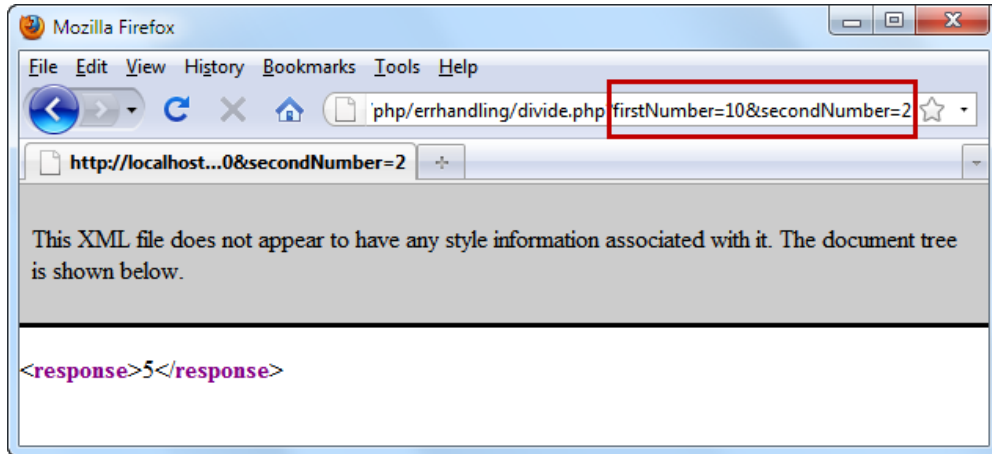 Mozilla Firefox
File Edit View History Bookmarks Tools Help
php/errhandling/divide.php?firstNumber=10&secondNumber=2
http://localhost...0&secondNumber=2
This XML file does not appear to have any style information associated with it. The document tree
is shown below.
<response>5</response>